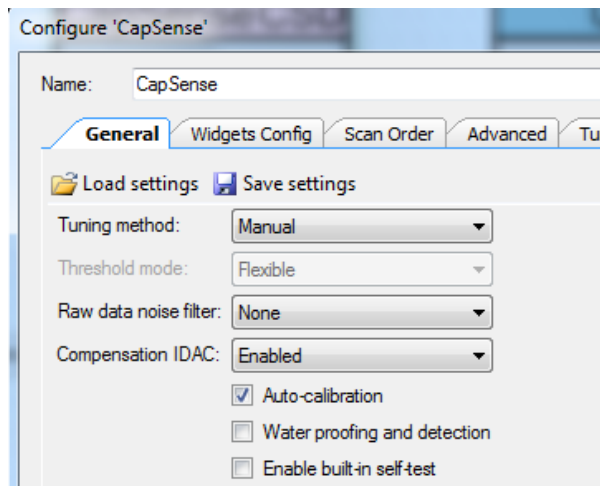 Configure 'CapSense'
Name: CapSense
General Widgets Config Scan Order Advanced
Load settings Save settings
Tuning method: Manual
Threshold mode: Flexible
Raw data noise filter: None
Compensation IDAC: Enabled
Auto-calibration
Water proofing and detection
Enable built-in self-test